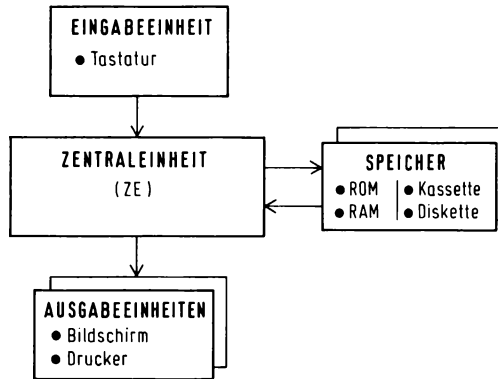 EINGABEEINHEIT
● Tastatur
ZENTRALEINHEIT
(ZE)
SPEICHER
● ROM | ● Kassette
● RAM | ● Diskette
AUSGABEEINHEITEN
● Bildschirm
● Drucker